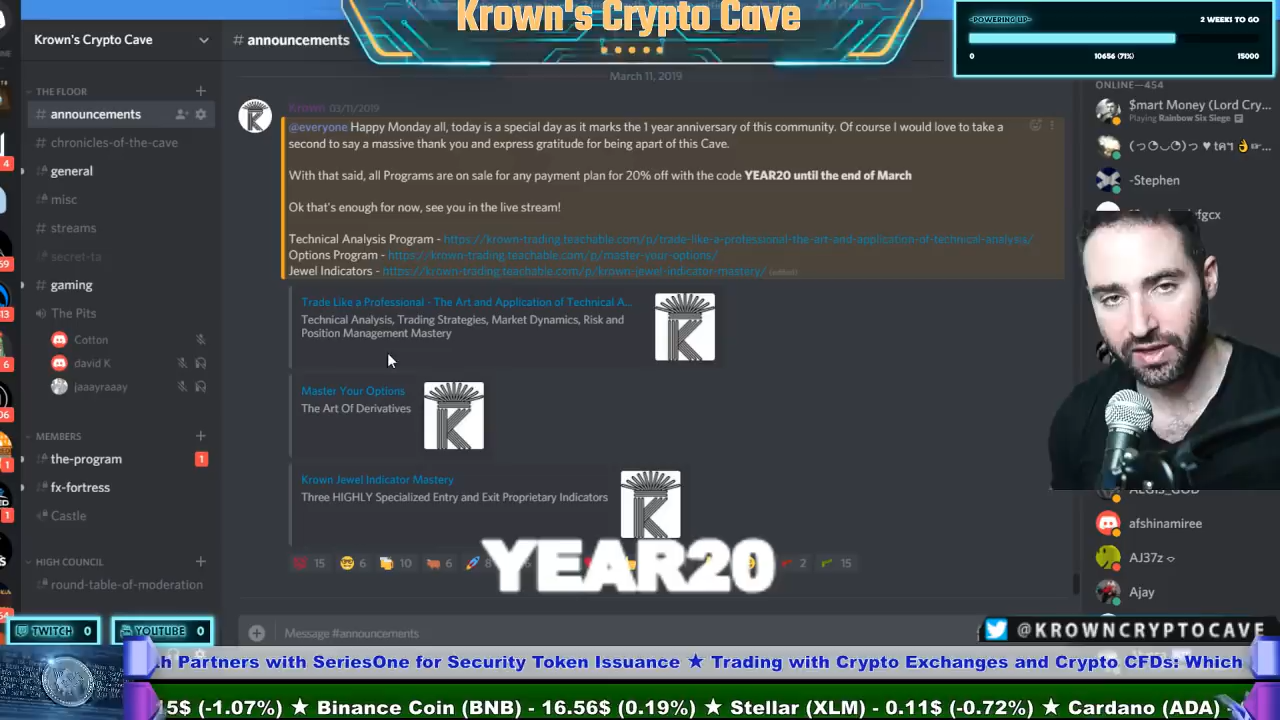 Krown's Crypto Cave
-POWERING UP-
2 WEEKS TO GO
0
10656 (71%)
15000
Krown's Crypto Cave
# announcements
THE FLOOR
# announcements
# chronicles-of-the-cave
general
# misc
# streams
# secret-ta
# gaming
The Pits
Cotton
david K
jaaayraaay
MEMBERS
the-program
1
fx-fortress
Castle
HIGH COUNCIL
round-table-of-moderation
March 11, 2019
Krown 03/11/2019
@everyone Happy Monday all, today is a special day as it marks the 1 year anniversary of this community. Of course I would love to take a
second to say a massive thank you and express gratitude for being apart of this Cave.
With that said, all Programs are on sale for any payment plan for 20% off with the code YEAR20 until the end of March
Ok that's enough for now, see you in the live stream!
Technical Analysis Program - https://krown-trading.teachable.com/p/trade-like-a-professional-the-art-and-application-of-technical-analysis/
Options Program - https://krown-trading.teachable.com/p/master-your-options/
Jewel Indicators - https://krown-trading.teachable.com/p/krown-jewel-indicator-mastery/ (edited)
Trade Like a Professional - The Art and Application of Technical A...
Technical Analysis, Trading Strategies, Market Dynamics, Risk and
Position Management Mastery
Master Your Options
The Art Of Derivatives
Krown Jewel Indicator Mastery
Three HIGHLY Specialized Entry and Exit Proprietary Indicators
15 6 10 6 8 2 15
YEAR20
Message #announcements
ONLINE—454
$mart Money (Lord Cry...
Playing Rainbow Six Siege
-Stephen
afshinamiree
AJ37z
Ajay
TWITCH 0
YOUTUBE 0
@KROWNCRYPTOCAVE
Partners with SeriesOne for Security Token Issuance ★ Trading with Crypto Exchanges and Crypto CFDs: Which
15$ (-1.07%) ★ Binance Coin (BNB) - 16.56$ (0.19%) ★ Stellar (XLM) - 0.11$ (-0.72%) ★ Cardano (ADA) -